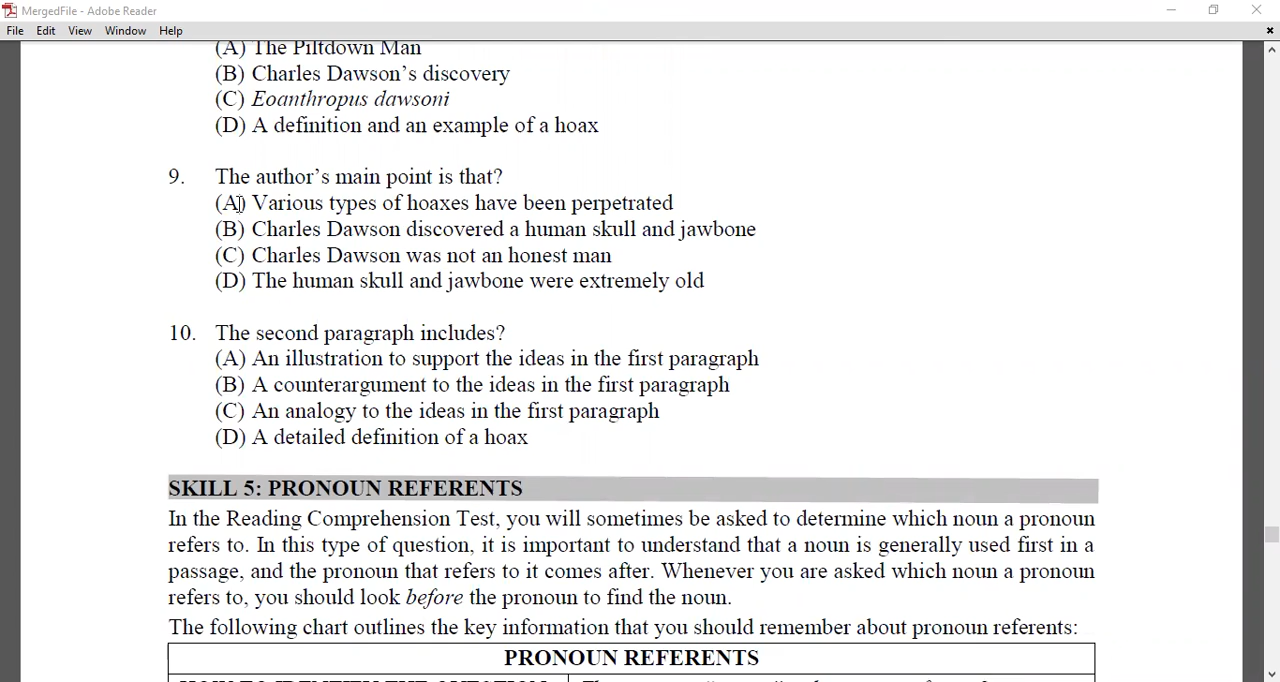 MergedFile - Adobe Reader
File Edit View Window Help
(A) The Piltdown Man
(B) Charles Dawson’s discovery
(C) Eoanthropus dawsoni
(D) A definition and an example of a hoax
9. The author’s main point is that?
(A) Various types of hoaxes have been perpetrated
(B) Charles Dawson discovered a human skull and jawbone
(C) Charles Dawson was not an honest man
(D) The human skull and jawbone were extremely old
10. The second paragraph includes?
(A) An illustration to support the ideas in the first paragraph
(B) A counterargument to the ideas in the first paragraph
(C) An analogy to the ideas in the first paragraph
(D) A detailed definition of a hoax
SKILL 5: PRONOUN REFERENTS
In the Reading Comprehension Test, you will sometimes be asked to determine which noun a pronoun
refers to. In this type of question, it is important to understand that a noun is generally used first in a
passage, and the pronoun that refers to it comes after. Whenever you are asked which noun a pronoun
refers to, you should look before the pronoun to find the noun.
The following chart outlines the key information that you should remember about pronoun referents:
PRONOUN REFERENTS